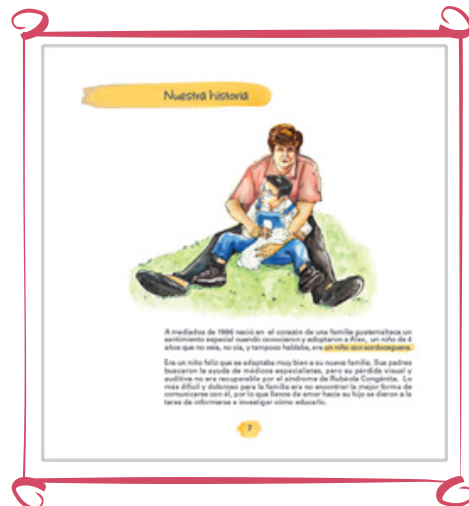 Nuestra historia
A mediados de 1996 nació en el corazón de una familia guatemalteca un
sentimiento especial cuando conocieron y adoptaron a Alex, un niño de 4
años que no veía, no oía, y tampoco hablaba, era un niño con sordoceguera.
Era un niño feliz que se adaptaba muy bien a su nueva familia. Sus padres
buscaron la ayuda de médicos especialistas, pero su pérdida visual y
auditiva no era recuperable por el síndrome de Rubéola Congénita. Lo
más difícil y doloroso para la familia era no encontrar la mejor forma de
comunicarse con él, por lo que llenos de amor hacia su hijo se dieron a la
tarea de informarse e investigar cómo educarlo.
7